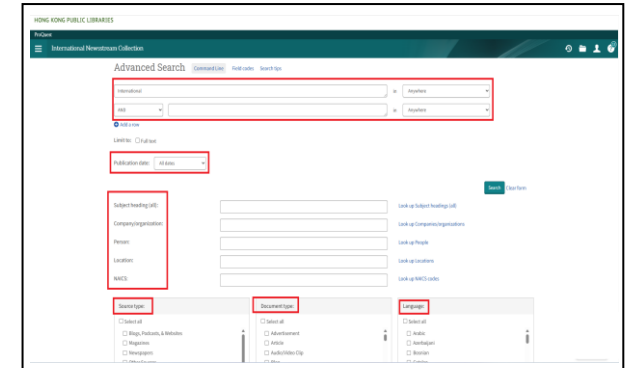 HONG KONG PUBLIC LIBRARIES
ProQuest
International Newsstream Collection
Advanced Search Command Line Field codes Search tips
International in Anywhere
AND in Anywhere
Add a row
Limit to: Full text
Publication date: All dates
Search Clear form
Subject heading (all): Look up Subject headings (all)
Company/organization: Look up Companies/organizations
Person: Look up People
Location: Look up Locations
NAICS: Look up NAICS codes
Source type: Document type: Language:
Select all Select all Select all
Blogs, Podcasts, & Websites Advertisement Arabic
Magazines Article Azerbaijani
Newspapers Audio/Video Clip Bosnian